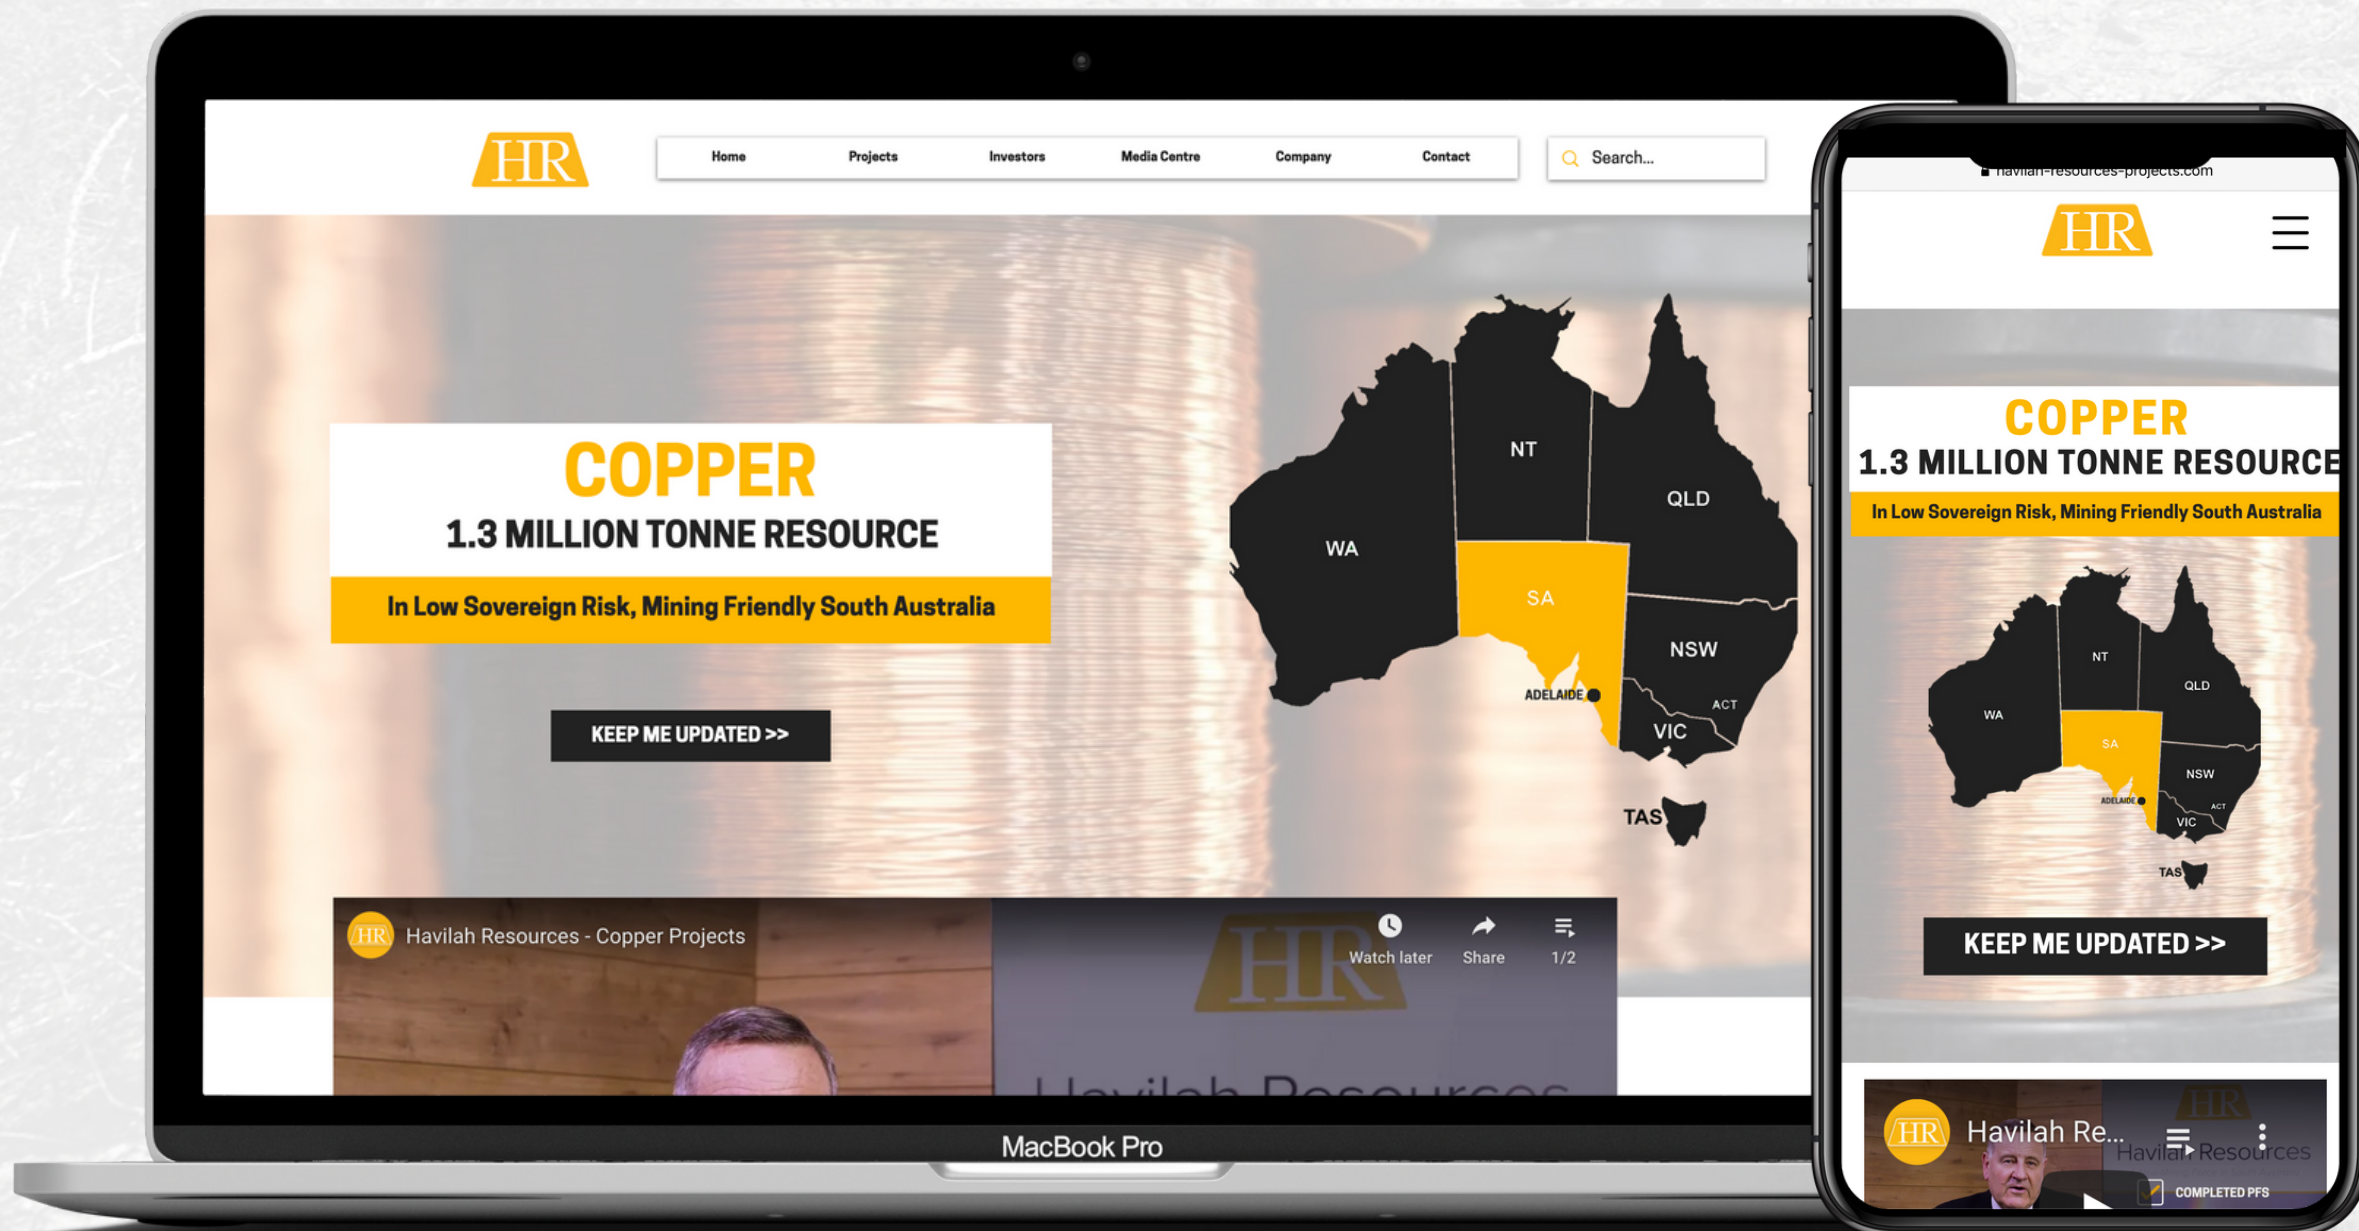 HR
Home Projects Investors Media Centre Company Contact
Search...
COPPER
1.3 MILLION TONNE RESOURCE
In Low Sovereign Risk, Mining Friendly South Australia
KEEP ME UPDATED >>
NT
QLD
WA
SA
NSW
ADELAIDE
ACT
VIC
TAS
HR
Havilah Resources - Copper Projects
HR
Watch later
Share
1/2
Havilah Resources
MacBook Pro
havilah-resources-projects.com
HR
COPPER
1.3 MILLION TONNE RESOURCE
In Low Sovereign Risk, Mining Friendly South Australia
NT
QLD
WA
SA
NSW
ADELAIDE
ACT
VIC
TAS
KEEP ME UPDATED >>
HR
Havilah Re...
HR
Havilah Resources
COMPLETED PFS